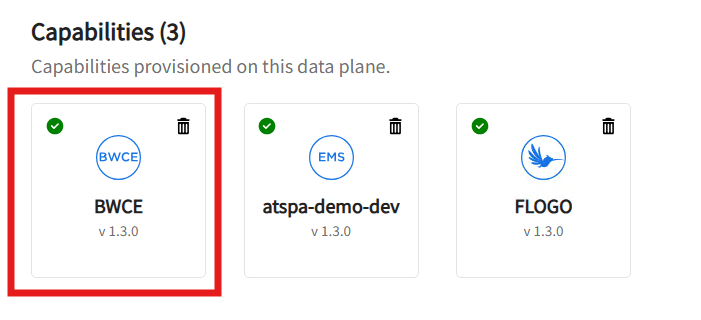 Capabilities (3)
Capabilities provisioned on this data plane.
BWCE
EMS
BWCE
atspa-demo-dev
FLOGO
v 1.3.0
v 1.3.0
v 1.3.0